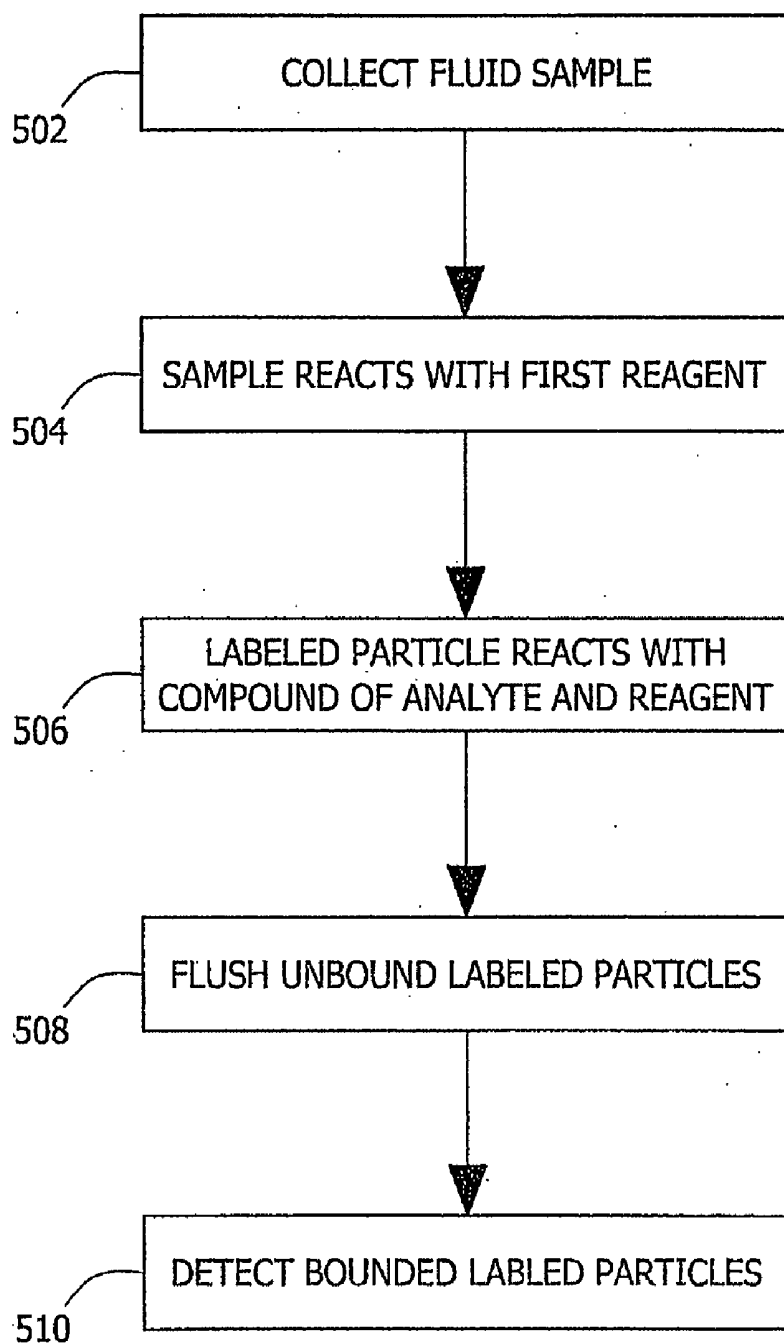 COLLECT FLUID SAMPLE
502
SAMPLE REACTS WITH FIRST REAGENT
504
LABELED PARTICLE REACTS WITH
COMPOUND OF ANALYTE AND REAGENT
506
FLUSH UNBOUND LABELED PARTICLES
508
DETECT BOUNDED LABLED PARTICLES
510